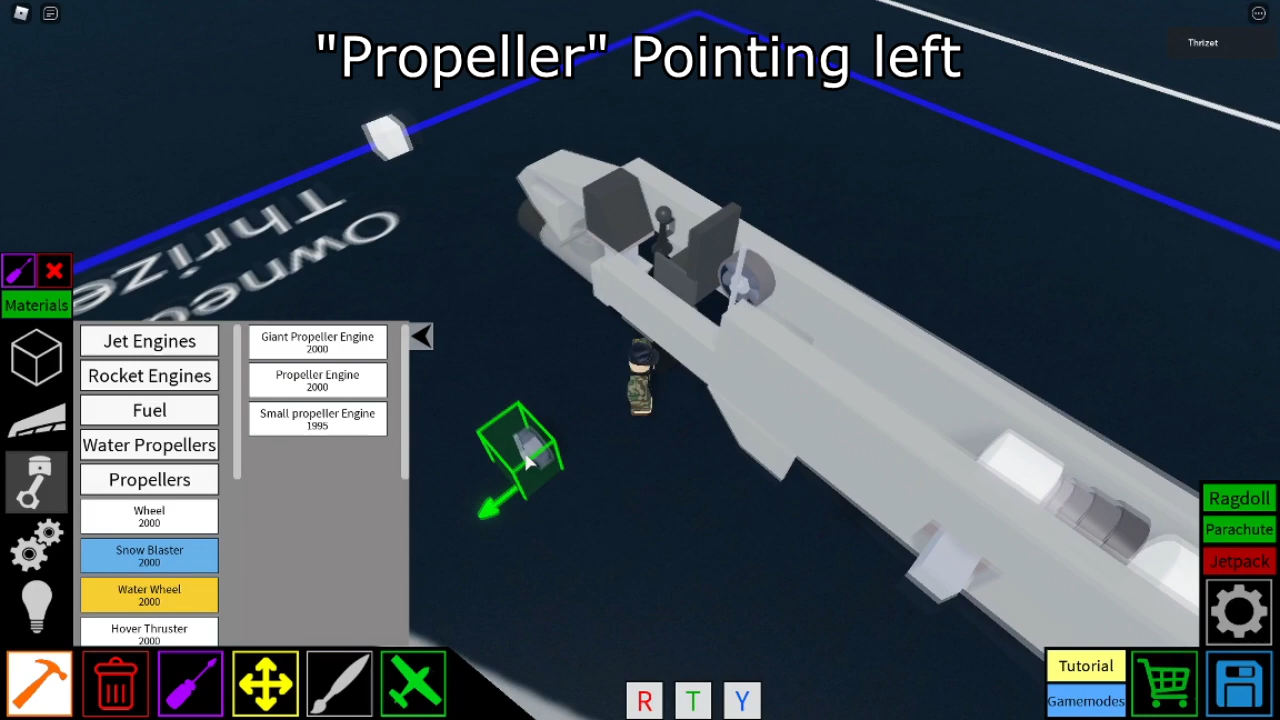 "Propeller" Pointing left
Thrizet
Owned
Thrize
Materials
Jet Engines
Rocket Engines
Fuel
Water Propellers
Propellers
Wheel
2000
Snow Blaster
2000
Water Wheel
2000
Hover Thruster
2000
Giant Propeller Engine
2000
Propeller Engine
2000
Small propeller Engine
1995
Ragdoll
Parachute
Jetpack
Tutorial
Gamemodes
R T Y